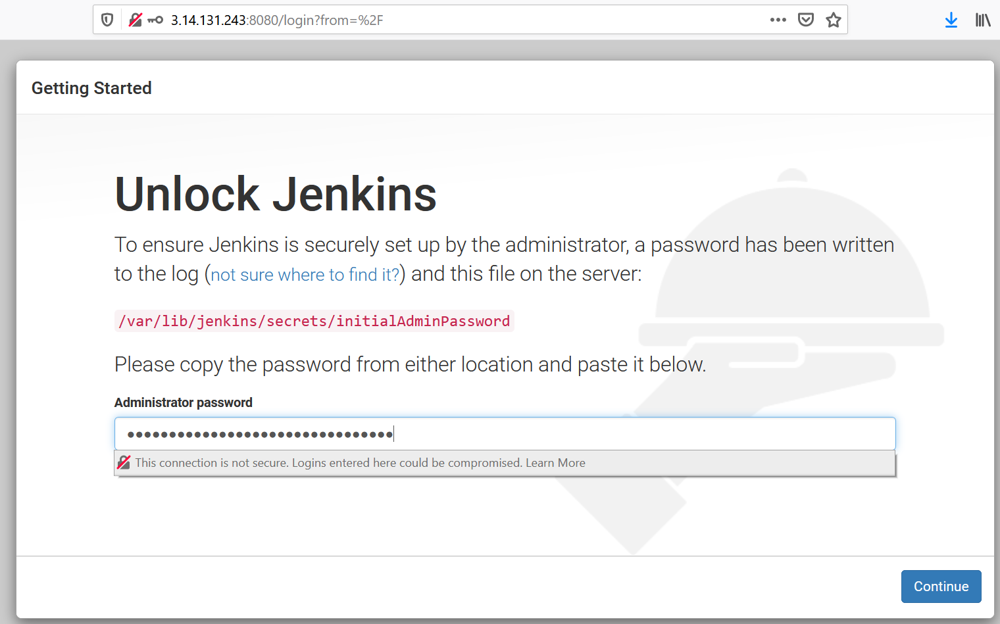 3.14.131.243:8080/login?from=%2F
Getting Started
Unlock Jenkins
To ensure Jenkins is securely set up by the administrator, a password has been written
to the log (not sure where to find it?) and this file on the server:
/var/lib/jenkins/secrets/initialAdminPassword
Please copy the password from either location and paste it below.
Administrator password
●●●●●●●●●●●●●●●●●●●●●●●●●●●●●●●●
This connection is not secure. Logins entered here could be compromised. Learn More
Continue